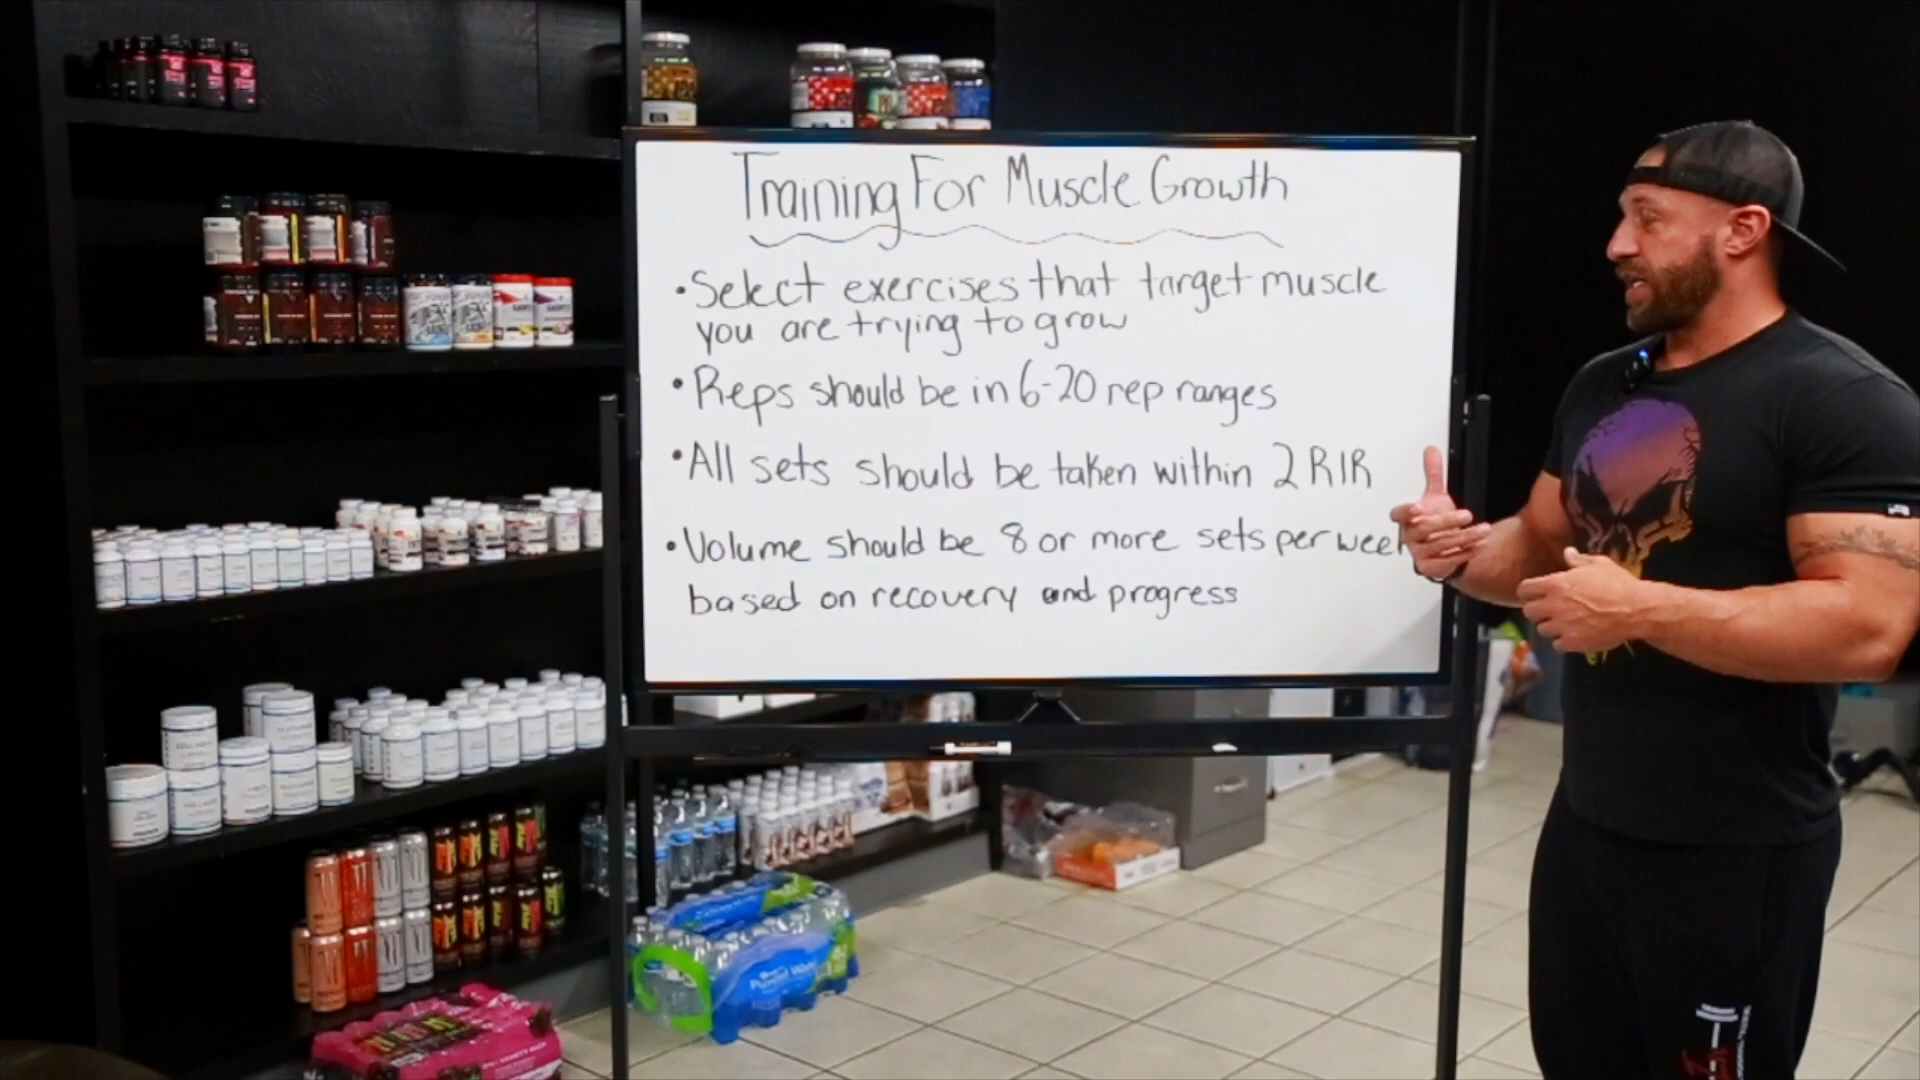 Training For Muscle Growth
• Select exercises that target muscle
you are trying to grow
• Reps should be in 6-20 rep ranges
• All sets should be taken within 2 RIR
• Volume should be 8 or more sets per week
based on recovery and progress